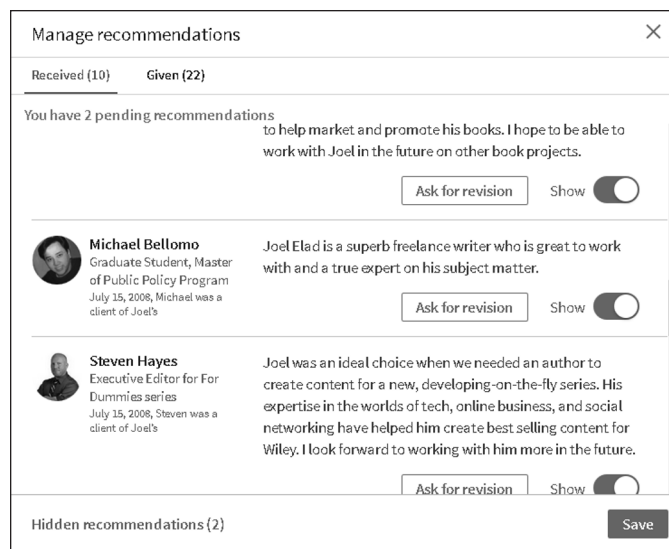 Manage recommendations
Received (10)
Given (22)
You have 2 pending recommendations
to help market and promote his books. I hope to be able to
work with Joel in the future on other book projects.
Ask for revision
Show
Michael Bellomo
Graduate Student, Master
of Public Policy Program
July 15, 2008, Michael was a
client of Joel's
Joel Elad is a superb freelance writer who is great to work
with and a true expert on his subject matter.
Ask for revision
Show
Steven Hayes
Executive Editor for For
Dummies series
July 15, 2008, Steven was a
client of Joel's
Joel was an ideal choice when we needed an author to
create content for a new, developing-on-the-fly series. His
expertise in the worlds of tech, online business, and social
networking have helped him create best selling content for
Wiley. I look forward to working with him more in the future.
Ask for revision
Show
Hidden recommendations (2)
Save